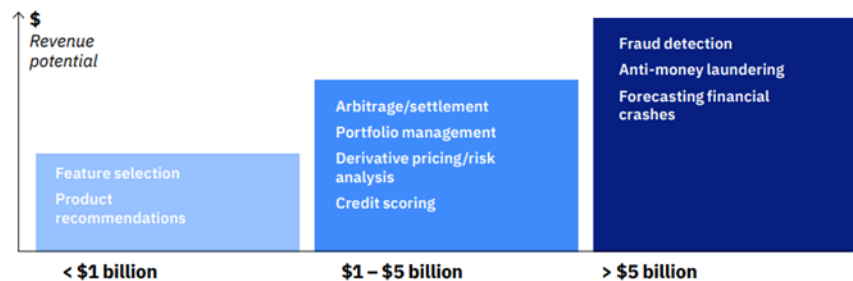 $
Revenue
potential
Feature selection
Product
recommendations
Arbitrage/settlement
Portfolio management
Derivative pricing/risk
analysis
Credit scoring
Fraud detection
Anti-money laundering
Forecasting financial
crashes
< $1 billion
$1 – $5 billion
> $5 billion